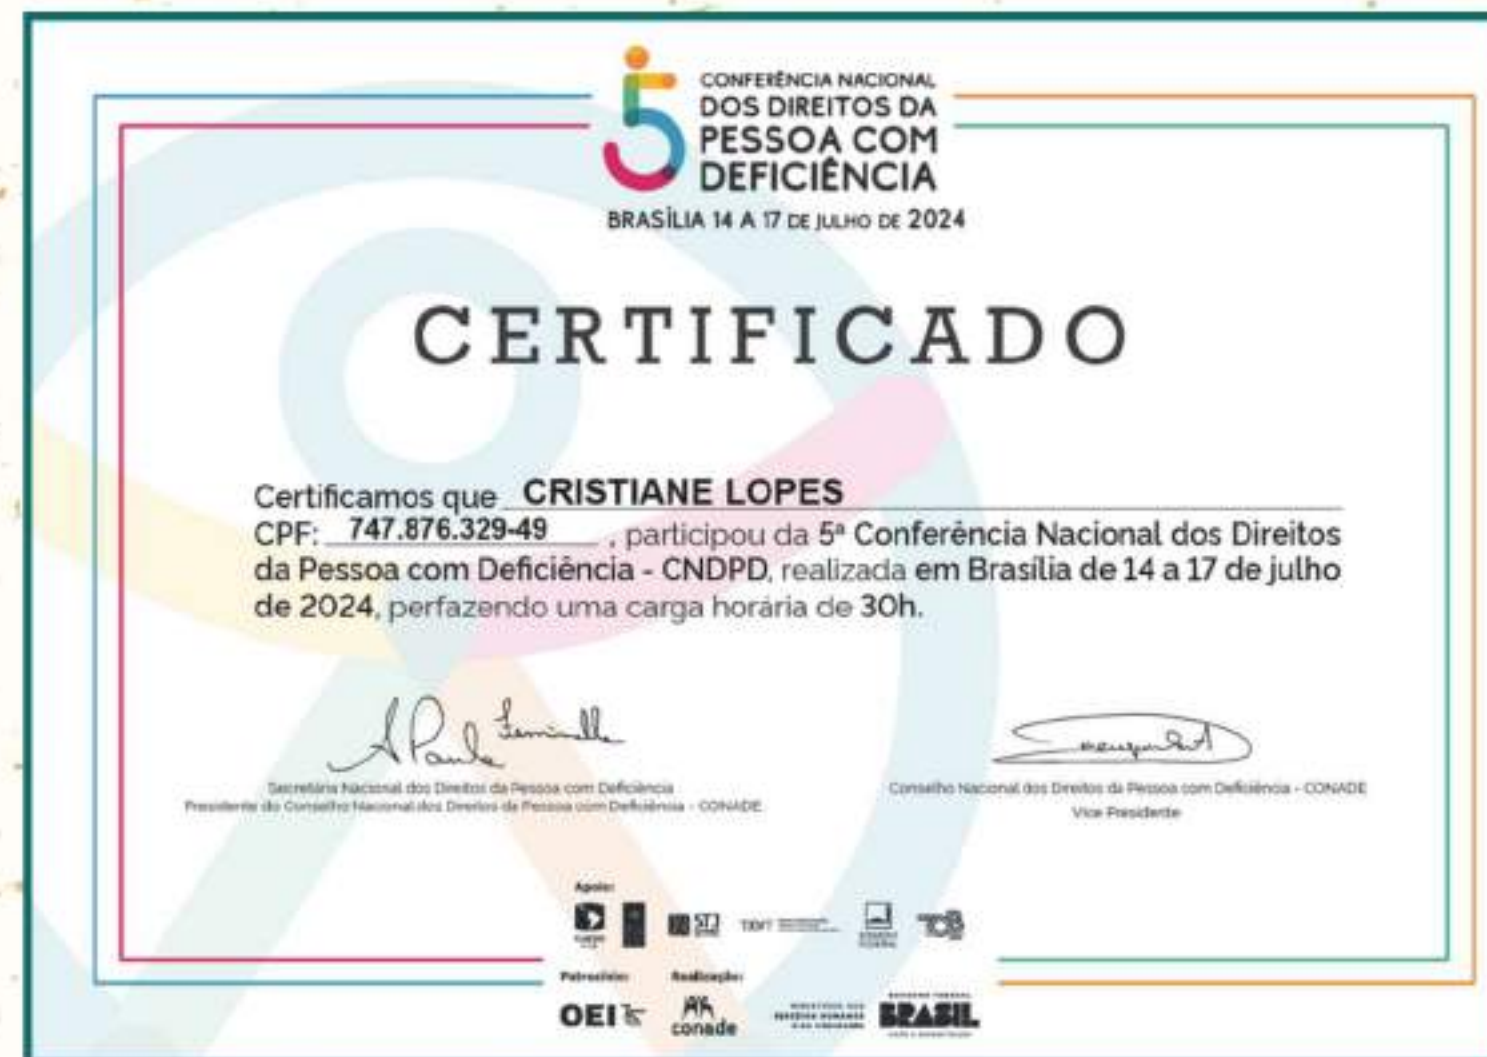 CONFERÊNCIA NACIONAL
DOS DIREITOS DA
PESSOA COM
DEFICIÊNCIA
BRASÍLIA 14 A 17 DE JULHO DE 2024
CERTIFICADO
Certificamos que CRISTIANE LOPES
CPF: 747.876.329-49, participou da 5ª Conferência Nacional dos Direitos
da Pessoa com Deficiência - CNDPD, realizada em Brasília de 14 a 17 de julho
de 2024, perfazendo uma carga horária de 30h.
A Paula
Secretária Nacional dos Direitos da Pessoa com Deficiência
Presidente do Conselho Nacional dos Direitos da Pessoa com Deficiência - CONADE
Conselho Nacional dos Direitos da Pessoa com Deficiência - CONADE
Vice Presidente
Apoio:
STJ
Patrocínio:
Realização:
OEI
conade
BRASIL